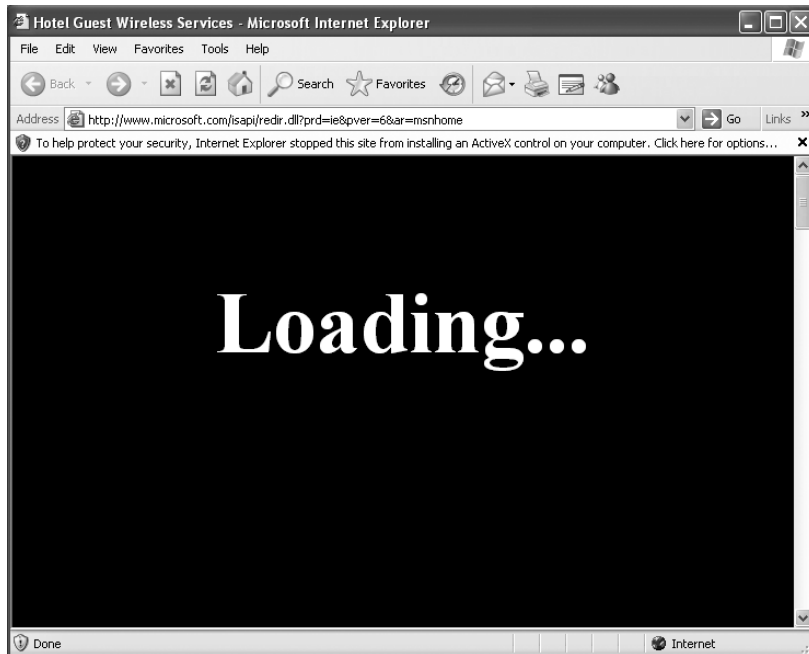 Hotel Guest Wireless Services - Microsoft Internet Explorer
File Edit View Favorites Tools Help
Back Search Favorites
Address http://www.microsoft.com/isapi/redir.dll?prd=ie&pver=6&ar=msnhome Go Links »
To help protect your security, Internet Explorer stopped this site from installing an ActiveX control on your computer. Click here for options...
Loading...
Done Internet